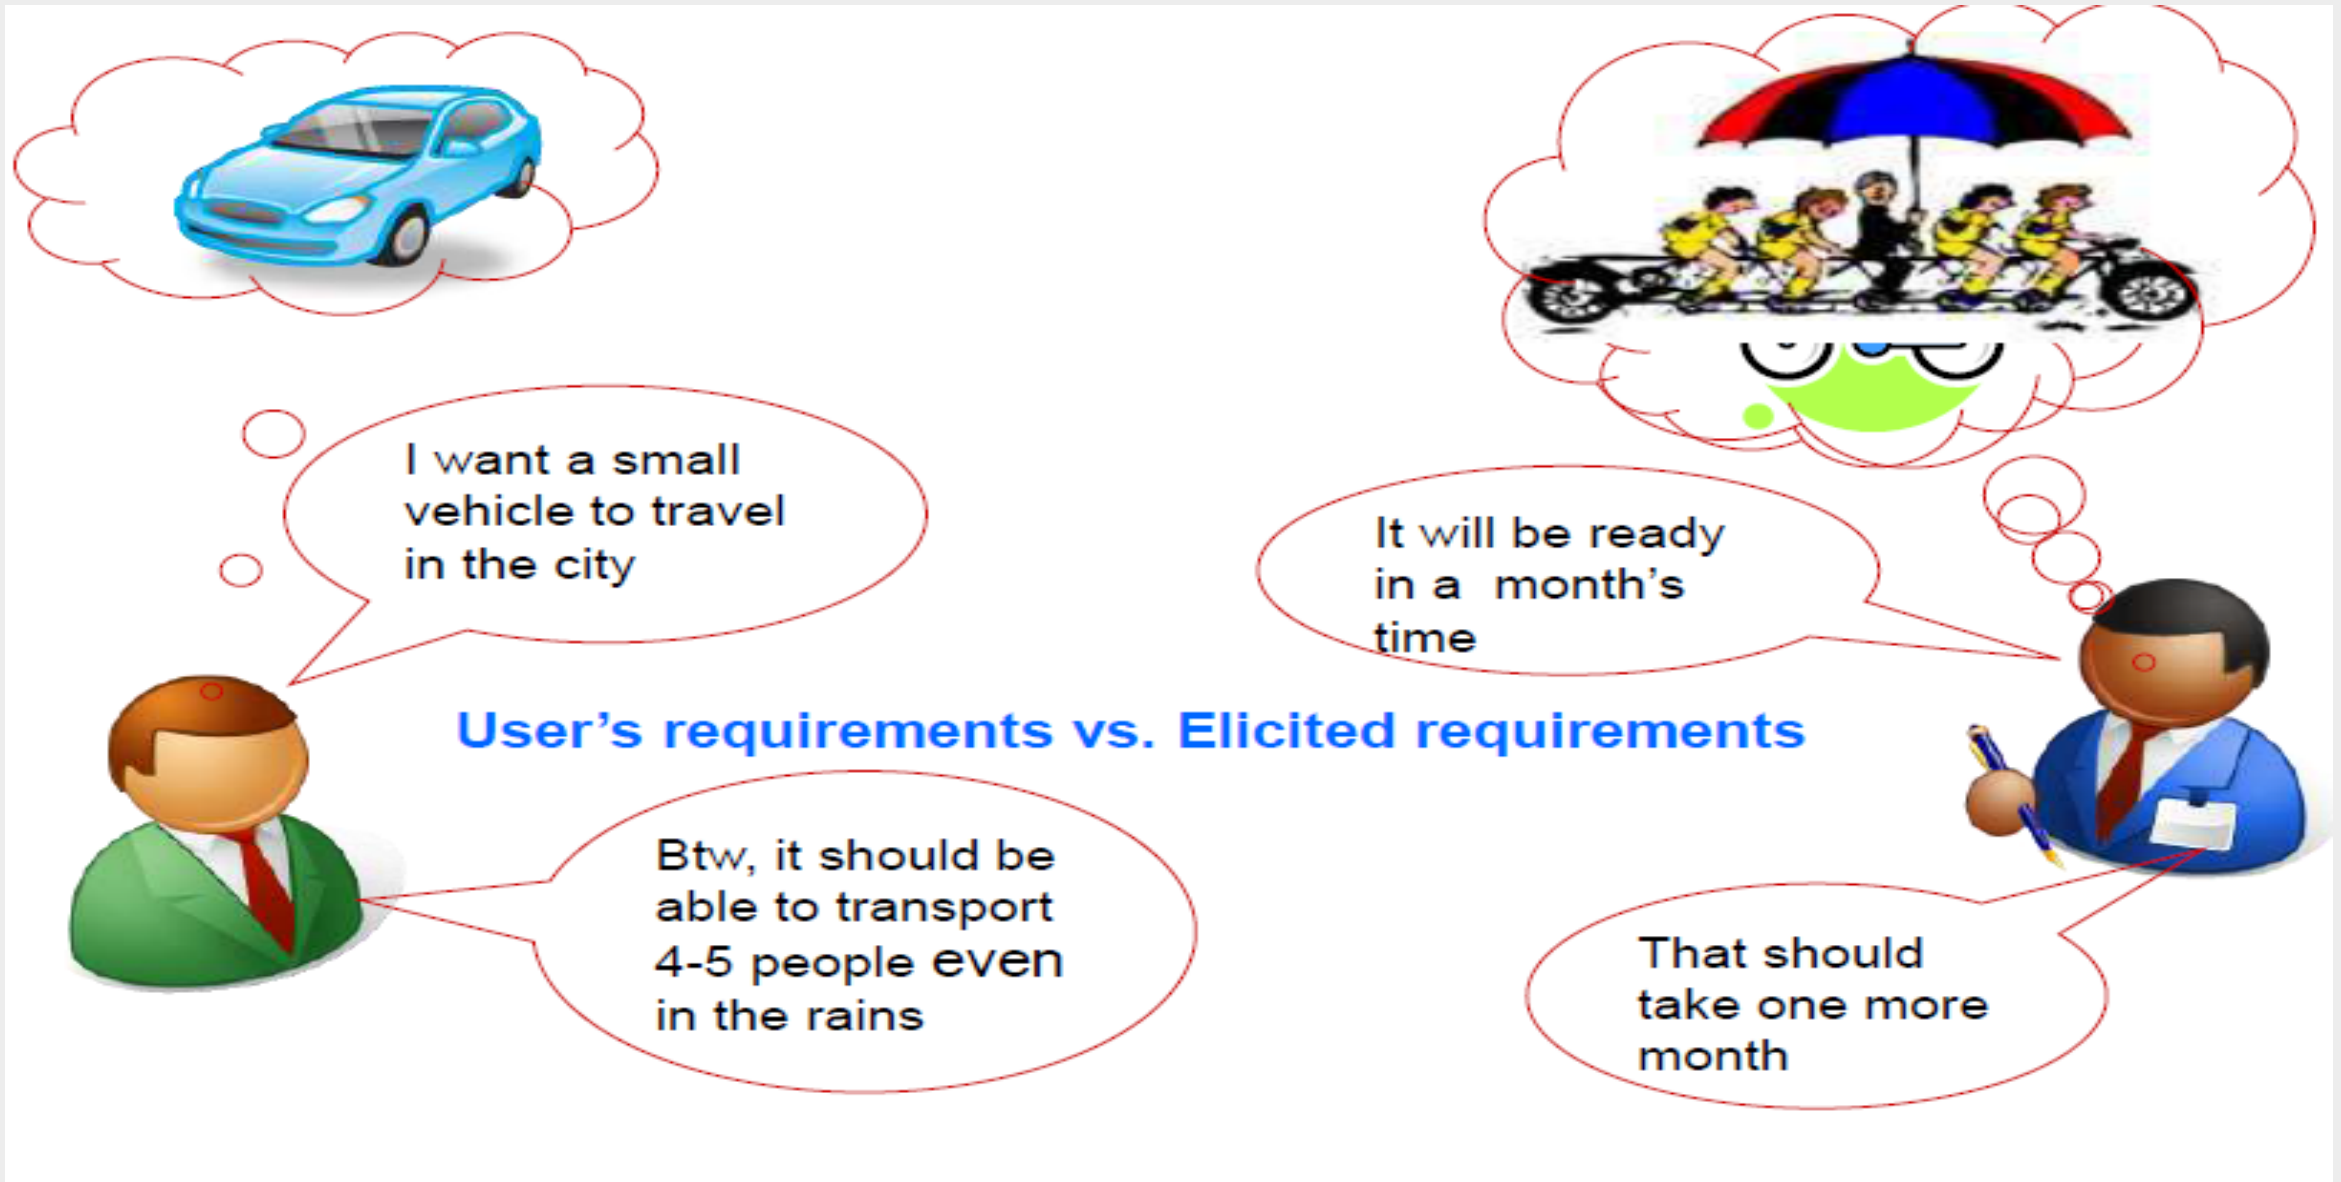 I want a small
vehicle to travel
in the city
It will be ready
in a month's
time
User's requirements vs. Elicited requirements
Btw, it should be
able to transport
4-5 people even
in the rains
That should
take one more
month